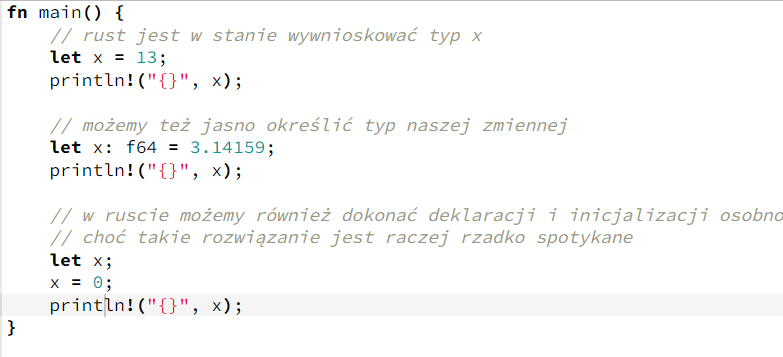 fn main() {
    // rust jest w stanie wywnioskować typ x
    let x = 13;
    println!("{}", x);

    // możemy też jasno określić typ naszej zmiennej
    let x: f64 = 3.14159;
    println!("{}", x);

    // w ruscie możemy również dokonać deklaracji i inicjalizacji osobno
    // choć takie rozwiązanie jest raczej rzadko spotykane
    let x;
    x = 0;
    println!("{}", x);
}